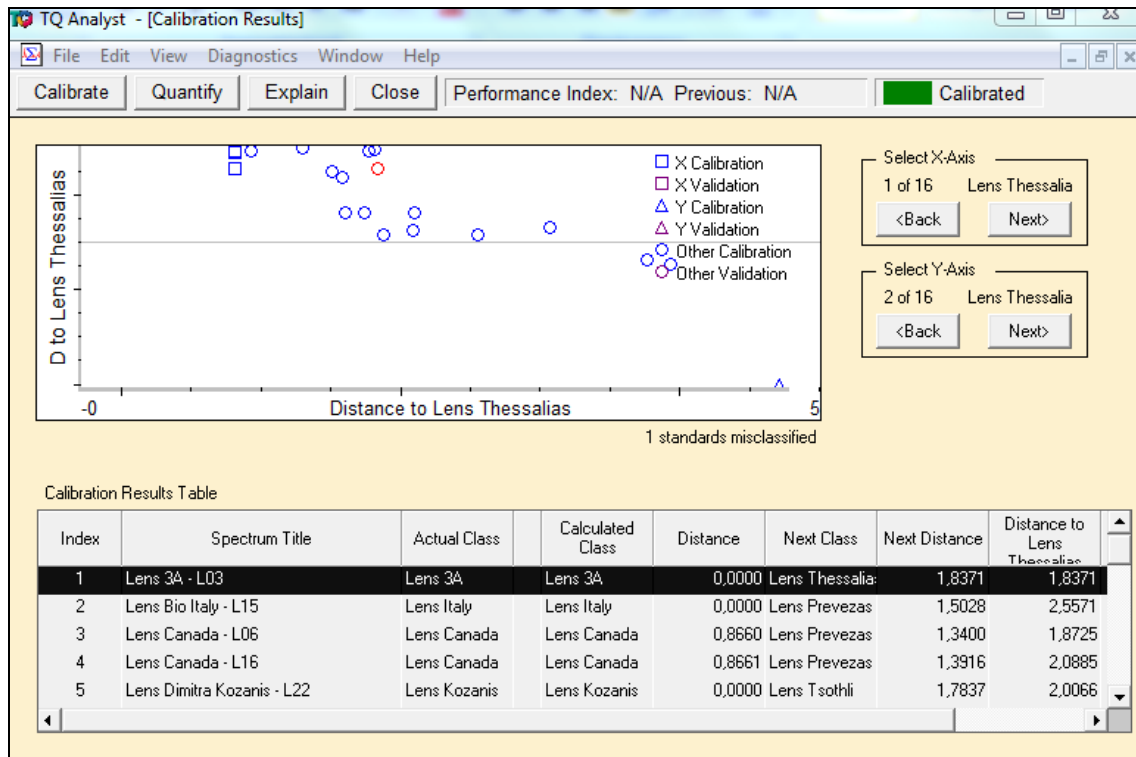 TQ Analyst - [Calibration Results]
File Edit View Diagnostics Window Help
Calibrate Quantify Explain Close Performance Index: N/A Previous: N/A Calibrated
D to Lens Thessalias
X Calibration
X Validation
Y Calibration
Y Validation
Other Calibration
Other Validation
-0 Distance to Lens Thessalias 5
1 standards misclassified
Select X-Axis
1 of 16 Lens Thessalia
<Back Next>
Select Y-Axis
2 of 16 Lens Thessalia
<Back Next>
Calibration Results Table
Index Spectrum Title Actual Class Calculated Class Distance Next Class Next Distance Distance to Lens Thessalias
1 Lens 3A - L03 Lens 3A Lens 3A 0,0000 Lens Thessalia 1,8371 1,8371
2 Lens Bio Italy - L15 Lens Italy Lens Italy 0,0000 Lens Prevezas 1,5028 2,5571
3 Lens Canada - L06 Lens Canada Lens Canada 0,8660 Lens Prevezas 1,3400 1,8725
4 Lens Canada - L16 Lens Canada Lens Canada 0,8661 Lens Prevezas 1,3916 2,0885
5 Lens Dimitra Kozanis - L22 Lens Kozanis Lens Kozanis 0,0000 Lens Tsothli 1,7837 2,0066